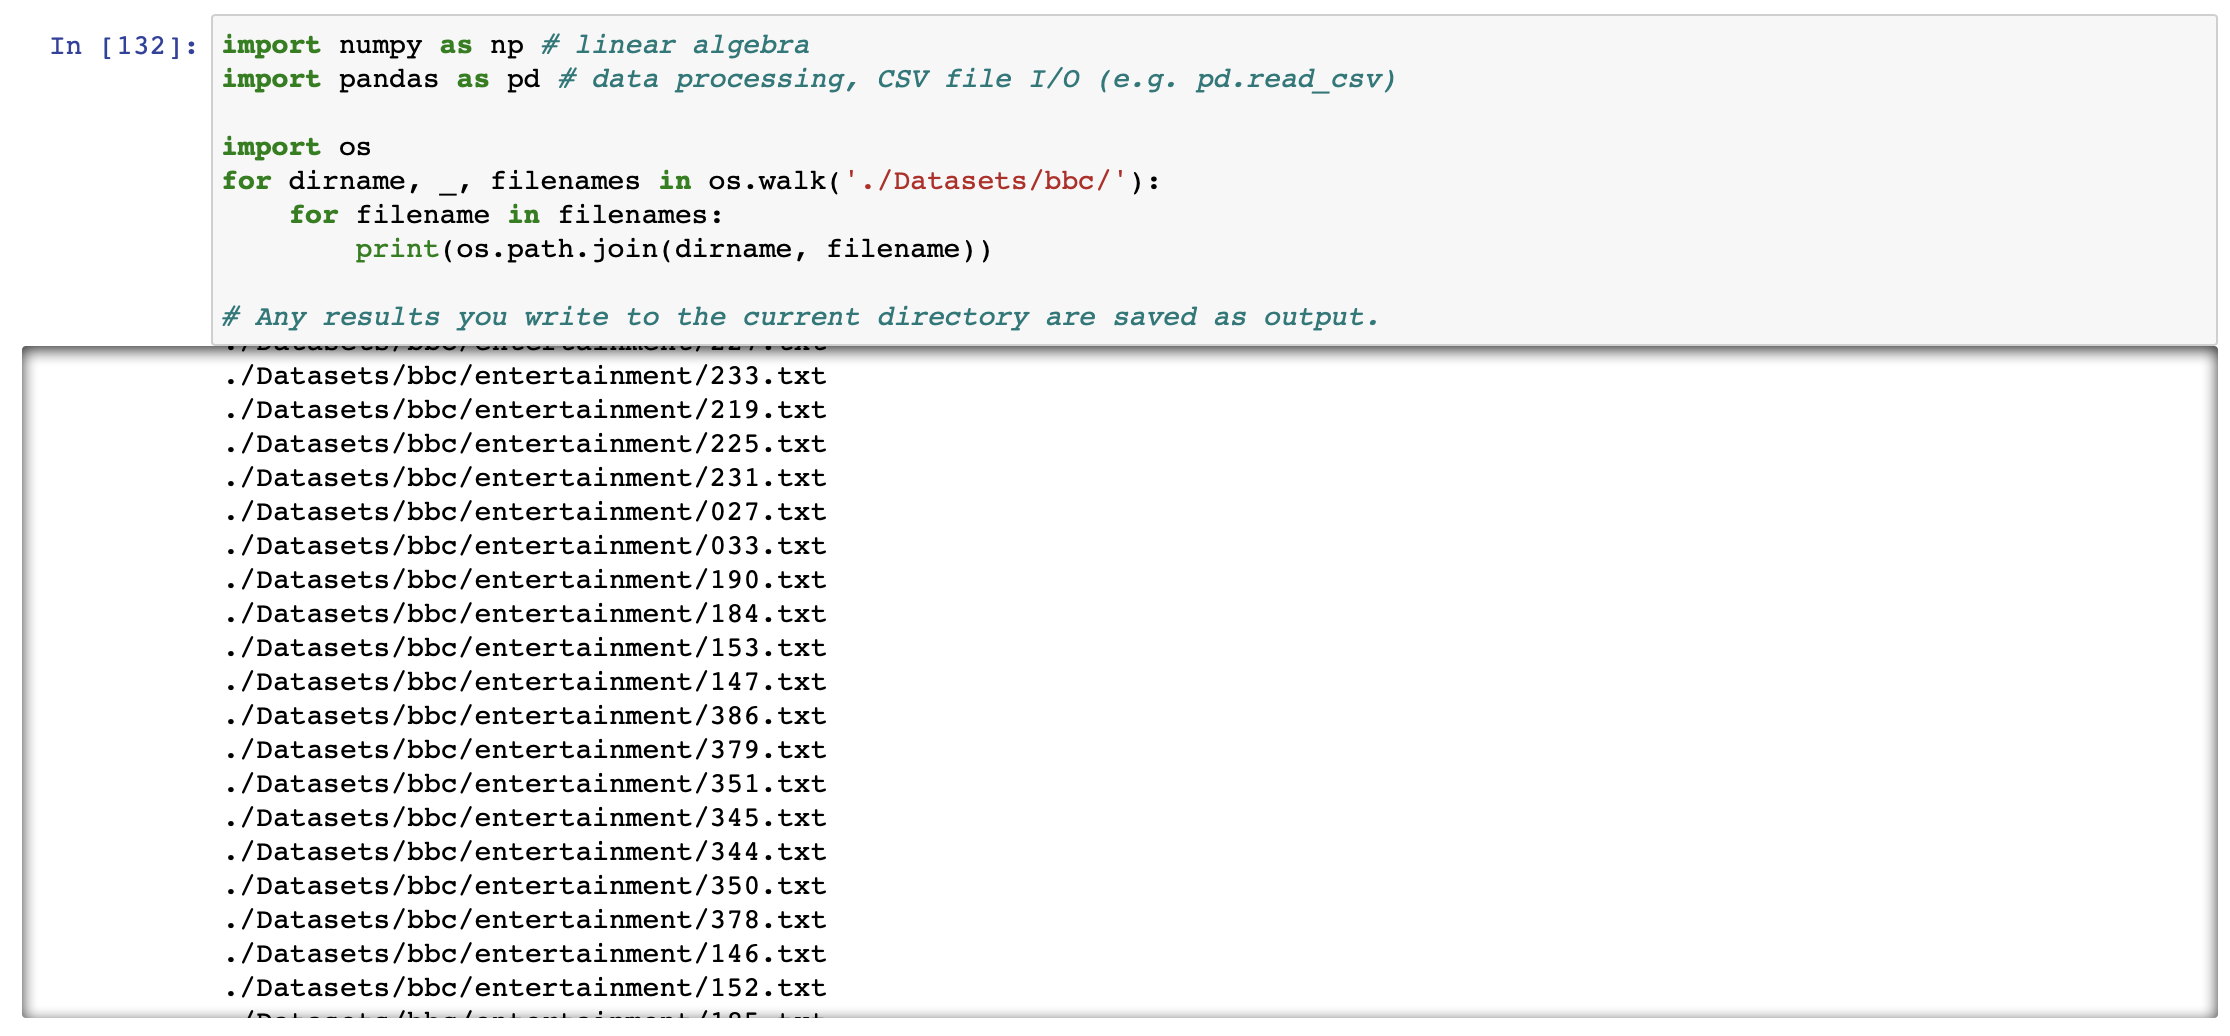 In [132]: import numpy as np # linear algebra
import pandas as pd # data processing, CSV file I/O (e.g. pd.read_csv)
import os
for dirname, _, filenames in os.walk('./Datasets/bbc/'):
    for filename in filenames:
        print(os.path.join(dirname, filename))
# Any results you write to the current directory are saved as output.
./Datasets/bbc/entertainment/227.txt
./Datasets/bbc/entertainment/233.txt
./Datasets/bbc/entertainment/219.txt
./Datasets/bbc/entertainment/225.txt
./Datasets/bbc/entertainment/231.txt
./Datasets/bbc/entertainment/027.txt
./Datasets/bbc/entertainment/033.txt
./Datasets/bbc/entertainment/190.txt
./Datasets/bbc/entertainment/184.txt
./Datasets/bbc/entertainment/153.txt
./Datasets/bbc/entertainment/147.txt
./Datasets/bbc/entertainment/386.txt
./Datasets/bbc/entertainment/379.txt
./Datasets/bbc/entertainment/351.txt
./Datasets/bbc/entertainment/345.txt
./Datasets/bbc/entertainment/344.txt
./Datasets/bbc/entertainment/350.txt
./Datasets/bbc/entertainment/378.txt
./Datasets/bbc/entertainment/146.txt
./Datasets/bbc/entertainment/152.txt